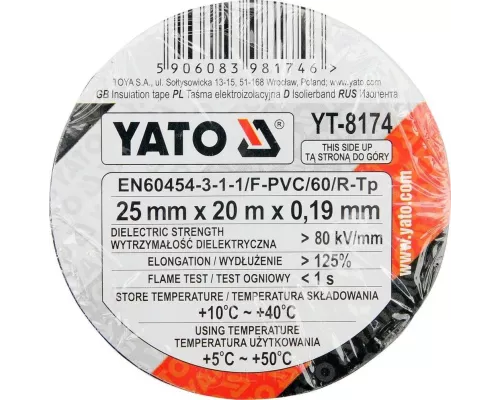 5 906083 981746 >
TOYA S.A., ul. Sołtysowicka 13-15, 51-168 Wrocław, Poland; www.yato.com
GB Insulation tape PL Taśma elektroizolacyjna D Isolierband RUS Изолента
YATO ®
YT-8174
THIS SIDE UP
TĄ STRONĄ DO GÓRY
EN60454-3-1-1/F-PVC/60/R-Tp
25 mm x 20 m x 0,19 mm
DIELECTRIC STRENGTH
WYTRZYMAŁOŚĆ DIELEKTRYCZNA > 80 kV/mm
ELONGATION / WYDŁUŻENIE > 125%
FLAME TEST / TEST OGNIOWY < 1 s
STORE TEMPERATURE / TEMPERATURA SKŁADOWANIA
+10°C ~ +40°C
USING TEMPERATURE
TEMPERATURA UŻYTKOWANIA
+5°C ~ +50°C
www.yato.com